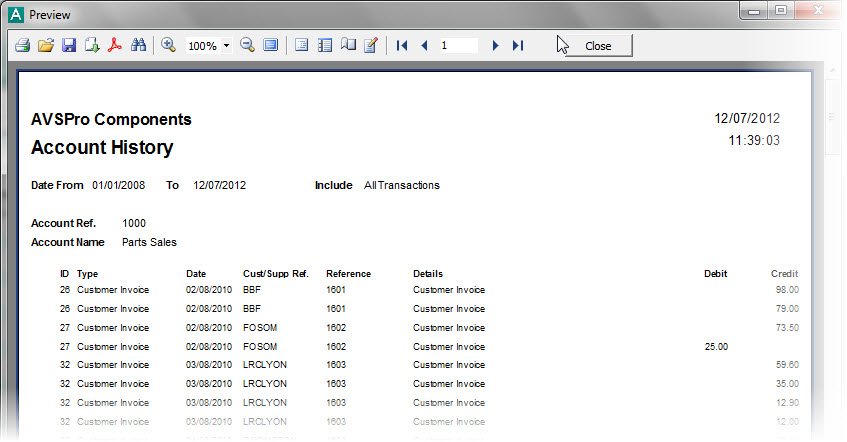 Preview
100% 1 Close
AVSPro Components 12/07/2012
Account History 11:39:03
Date From 01/01/2008 To 12/07/2012 Include All Transactions
Account Ref. 1000
Account Name Parts Sales
ID Type Date Cust/Supp Ref. Reference Details Debit Credit
26 Customer Invoice 02/08/2010 BBF 1601 Customer Invoice 98.00
26 Customer Invoice 02/08/2010 BBF 1601 Customer Invoice 79.00
27 Customer Invoice 02/08/2010 FOSOM 1602 Customer Invoice 73.50
27 Customer Invoice 02/08/2010 FOSOM 1602 Customer Invoice 25.00
32 Customer Invoice 03/08/2010 LRCLYON 1603 Customer Invoice 59.60
32 Customer Invoice 03/08/2010 LRCLYON 1603 Customer Invoice 35.00
32 Customer Invoice 03/08/2010 LRCLYON 1603 Customer Invoice 12.90
32 Customer Invoice 03/08/2010 LRCLYON 1603 Customer Invoice 12.00